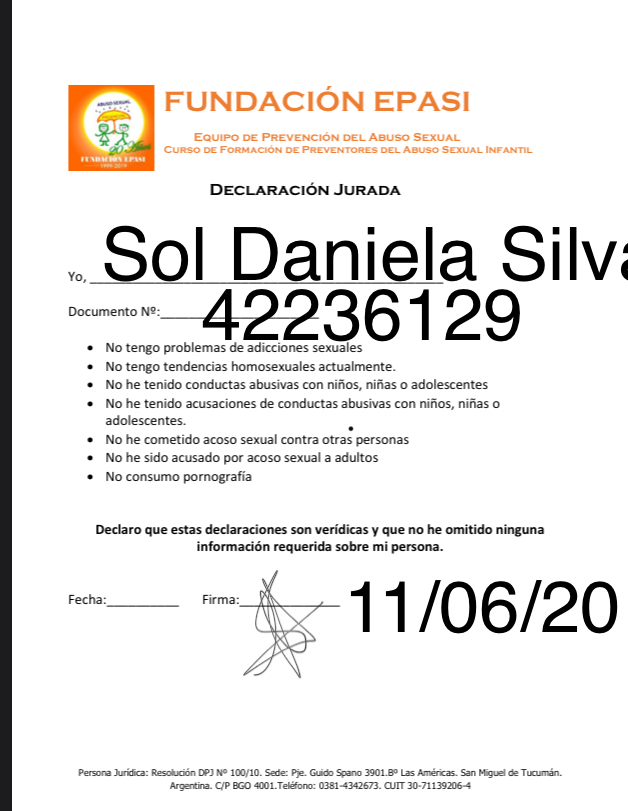 ABUSO SEXUAL
20 Años
FUNDACIÓN EPASI
1999-2019
FUNDACIÓN EPASI
EQUIPO DE PREVENCIÓN DEL ABUSO SEXUAL
CURSO DE FORMACIÓN DE PREVENTORES DEL ABUSO SEXUAL INFANTIL
DECLARACIÓN JURADA
Yo, Sol Daniela Silva
Documento Nº: 42236129
• No tengo problemas de adicciones sexuales
• No tengo tendencias homosexuales actualmente.
• No he tenido conductas abusivas con niños, niñas o adolescentes
• No he tenido acusaciones de conductas abusivas con niños, niñas o
adolescentes.
• No he cometido acoso sexual contra otras personas
• No he sido acusado por acoso sexual a adultos
• No consumo pornografía
Declaro que estas declaraciones son verídicas y que no he omitido ninguna
información requerida sobre mi persona.
Fecha:__________ Firma:______________ 11/06/20
Persona Jurídica: Resolución DPJ Nº 100/10. Sede: Pje. Guido Spano 3901.Bº Las Américas. San Miguel de Tucumán.
Argentina. C/P BGO 4001.Teléfono: 0381-4342673. CUIT 30-71139206-4